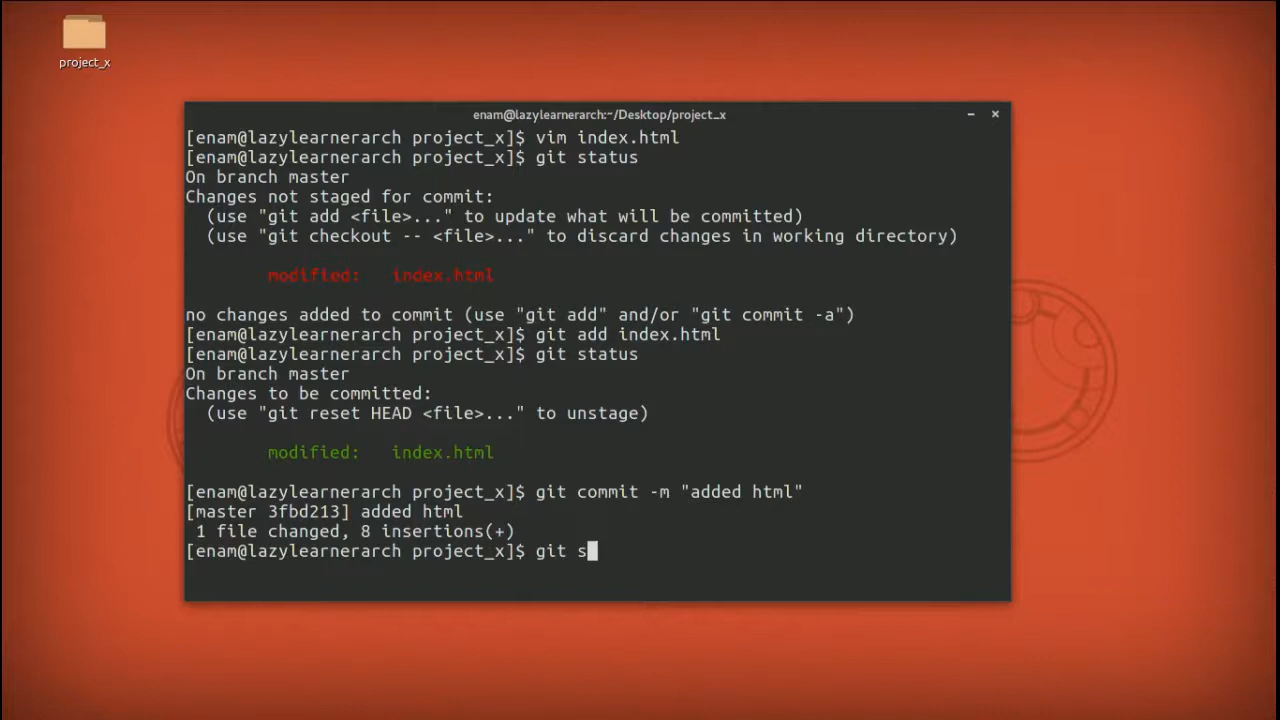 project_x
enam@lazylearnerarch:~/Desktop/project_x
[enam@lazylearnerarch project_x]$ vim index.html
[enam@lazylearnerarch project_x]$ git status
On branch master
Changes not staged for commit:
  (use "git add <file>..." to update what will be committed)
  (use "git checkout -- <file>..." to discard changes in working directory)
        modified:   index.html
no changes added to commit (use "git add" and/or "git commit -a")
[enam@lazylearnerarch project_x]$ git add index.html
[enam@lazylearnerarch project_x]$ git status
On branch master
Changes to be committed:
  (use "git reset HEAD <file>..." to unstage)
        modified:   index.html
[enam@lazylearnerarch project_x]$ git commit -m "added html"
[master 3fbd213] added html
 1 file changed, 8 insertions(+)
[enam@lazylearnerarch project_x]$ git s